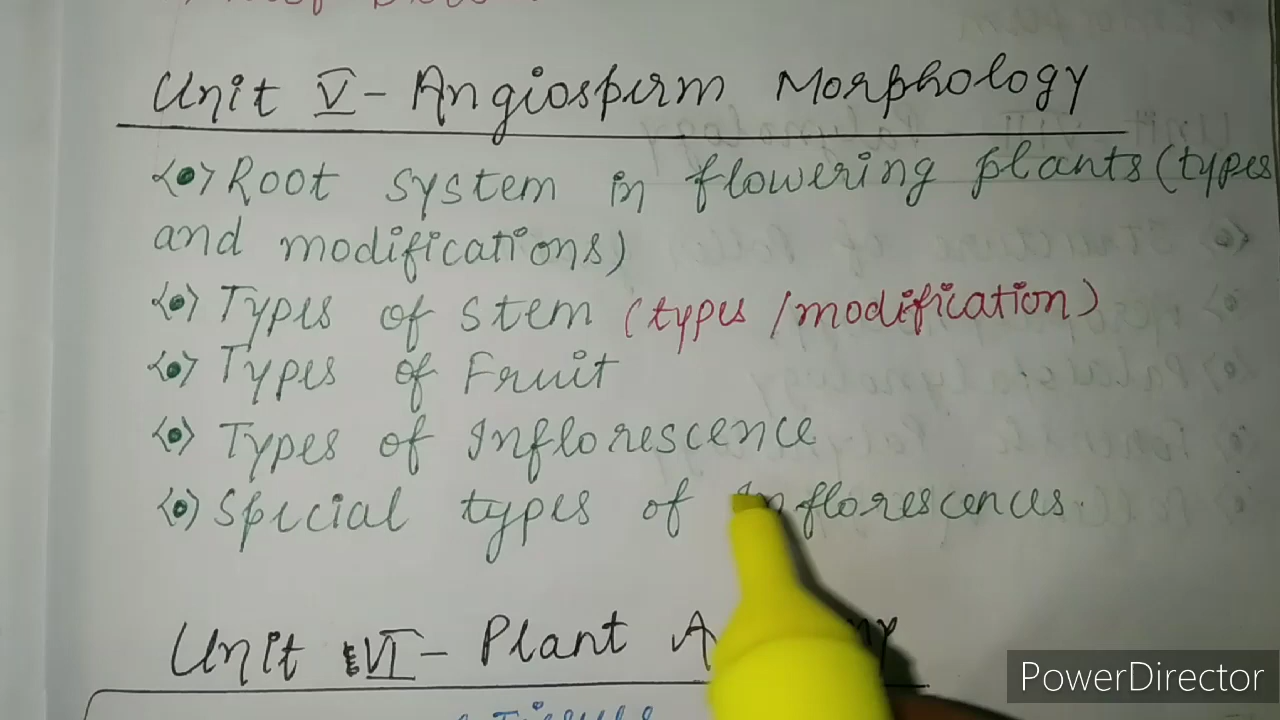 Unit V - Angiosperm Morphology
Root system in flowering plants (types
and modifications)
Types of stem (types / modification)
Types of Fruit
Types of Inflorescence
Special types of Inflorescences.
Unit VI - Plant
PowerDirector